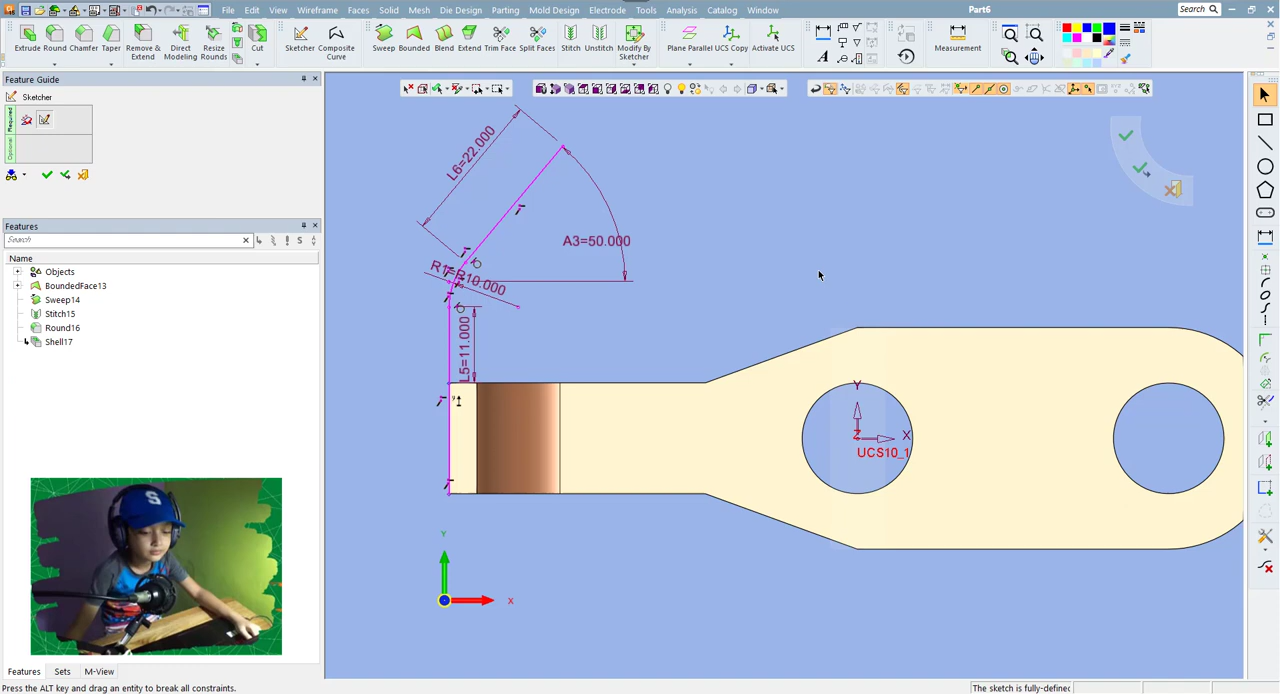 File Edit View Wireframe Faces Solid Mesh Die Design Parting Mold Design Electrode Tools Analysis Catalog Window
Part6
Search
Extrude Round Chamfer Taper Remove & Extend Direct Modeling Resize Rounds Cut Sketcher Composite Curve Sweep Bounded Blend Extend Trim Face Split Faces Stitch Unstitch Modify By Sketcher Plane Parallel UCS Copy Activate UCS Measurement
Feature Guide
Sketcher
Required
Optional
Features
Search
Name
Objects
BoundedFace13
Sweep14
Stitch15
Round16
Shell17
L6=22.000
A3=50.000
R1=R10.000
L5=11.000
Y
Z
X
UCS10_1
Y
X
Features Sets M-View
Press the ALT key and drag an entity to break all constraints.
The sketch is fully-defined